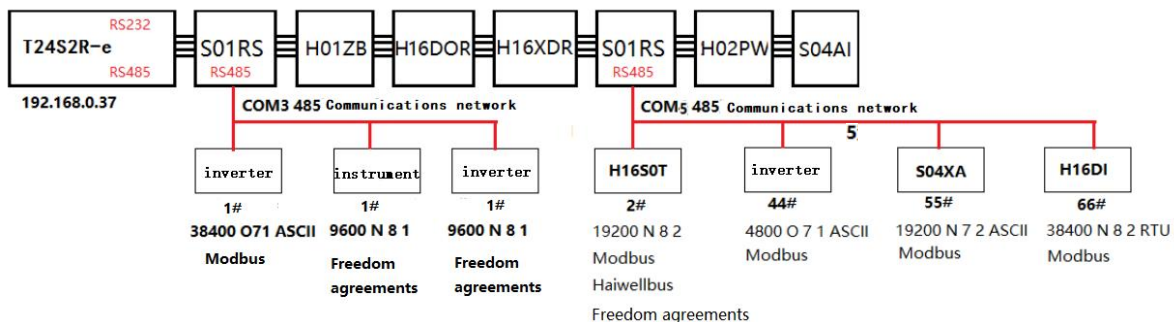 RS232
T24S2R-e
S01RS
H01ZB
H16DOR
H16XDR
S01RS
H02PW
S04AI
RS485
RS485
RS485
192.168.0.37
COM3 485 Communications network
COM5 485 Communications network
5
inverter
instrument
inverter
H16S0T
inverter
S04XA
H16DI
1#
1#
1#
2#
44#
55#
66#
38400 O71 ASCII
9600 N 8 1
9600 N 8 1
19200 N 8 2
4800 O 7 1 ASCII
19200 N 7 2 ASCII
38400 N 8 2 RTU
Modbus
Freedom
agreements
Freedom
agreements
Modbus
Haiwellbus
Freedom agreements
Modbus
Modbus
Modbus